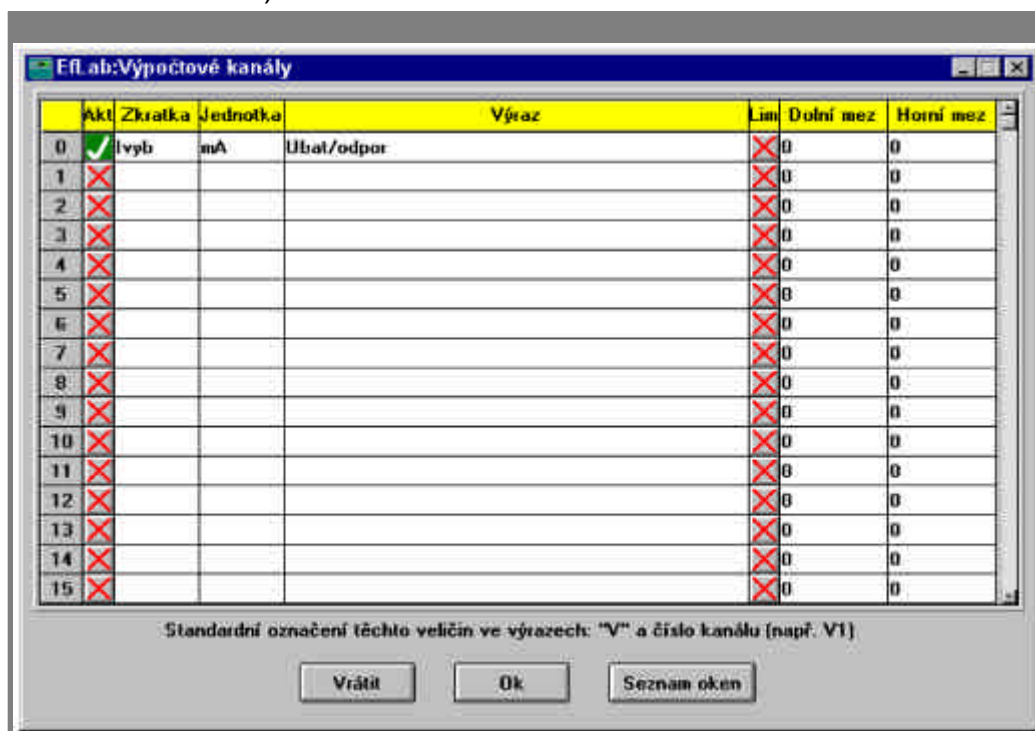 EfLab:Výpočtové kanály
Akt Zkratka Jednotka Výraz Lim Dolní mez Horní mez
0 Ivyb mA Ubat/odpor 0 0
1 0 0
2 0 0
3 0 0
4 0 0
5 0 0
6 0 0
7 0 0
8 0 0
9 0 0
10 0 0
11 0 0
12 0 0
13 0 0
14 0 0
15 0 0
Standardní označení těchto veličin ve výrazech: "V" a číslo kanálu (např. V1)
Vrátit Ok Seznam oken